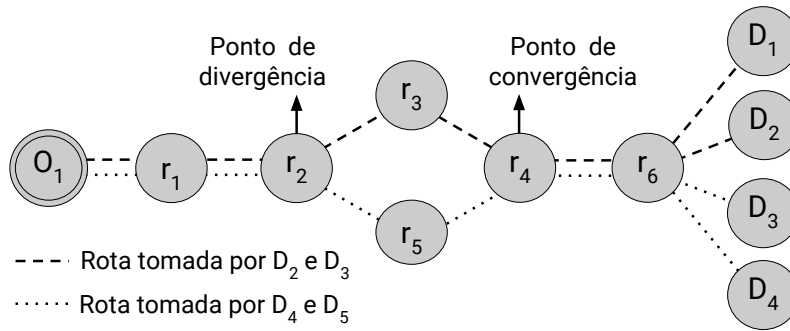 Ponto de
divergência
Ponto de
convergência
D1
r3
D2
O1
r1
r2
r4
r6
D3
r5
D4
Rota tomada por D2 e D3
Rota tomada por D4 e D5